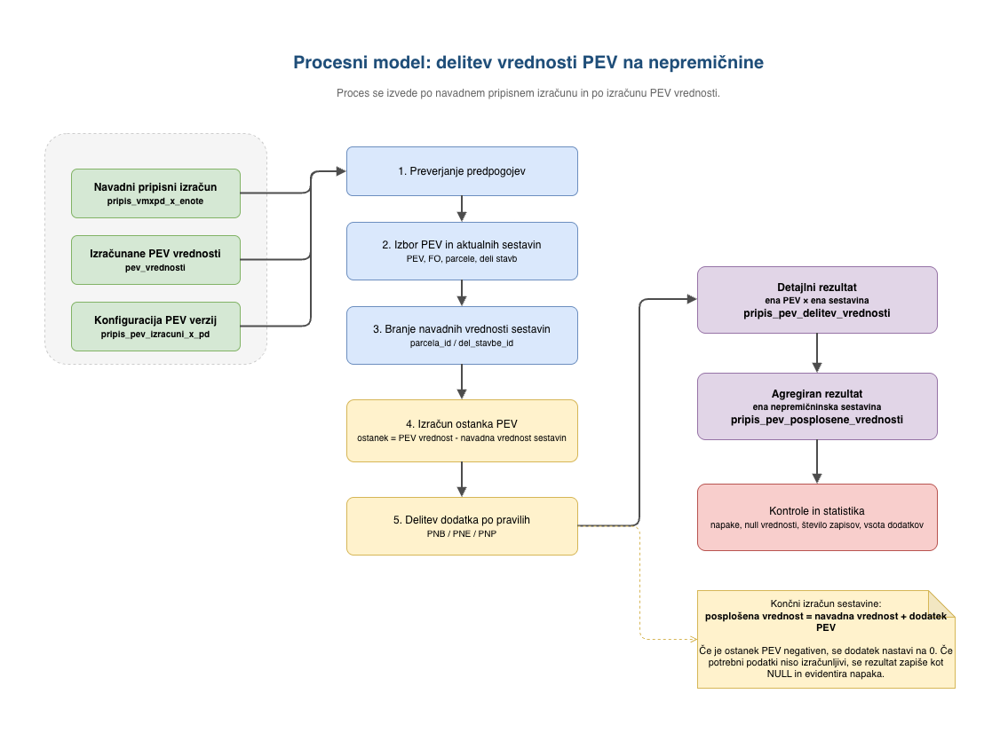 Procesni model: delitev vrednosti PEV na nepremičnine
Proces se izvede po navadnem pripisnem izračunu in po izračunu PEV vrednosti.
Navadni pripisni izračun
pripis_vmxpd_x_enote
Izračunane PEV vrednosti
pev_vrednosti
Konfiguracija PEV verzij
pripis_pev_izracuni_x_pd
1. Preverjanje predpogojev
2. Izbor PEV in aktualnih sestavin
PEV, FO, parcele, deli stavb
3. Branje navadnih vrednosti sestavin
parcela_id / del_stavbe_id
4. Izračun ostanka PEV
ostanek = PEV vrednost - navadna vrednost sestavin
5. Delitev dodatka po pravilih
PNB / PNE / PNP
Detajlni rezultat
ena PEV × ena sestavina
pripis_pev_delitev_vrednosti
Agregiran rezultat
ena nepremičninska sestavina
pripis_pev_posplosene_vrednosti
Kontrole in statistika
napake, null vrednosti, število zapisov, vsota dodatkov
Končni izračun sestavine:
posplošena vrednost = navadna vrednost + dodatek
PEV
Če je ostanek PEV negativen, se dodatek nastavi na 0. Če
potrebni podatki niso izračunljivi, se rezultat zapiše kot
NULL in evidentira napaka.